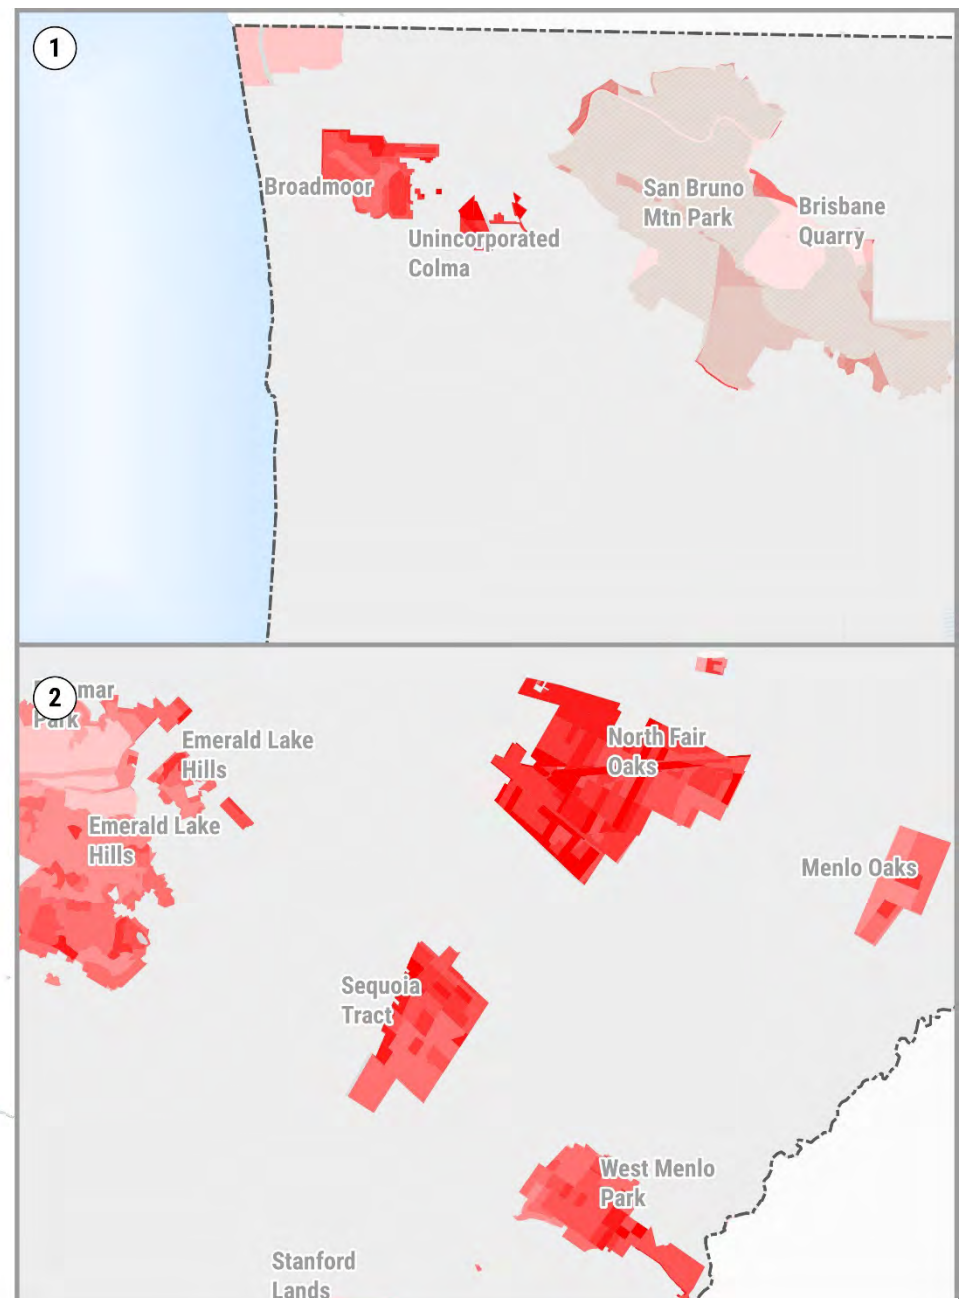 1
Broadmoor
Unincorporated
Colma
San Bruno
Mtn Park
Brisbane
Quarry
2
Park
Emerald Lake
Hills
Emerald Lake
Hills
North Fair
Oaks
Menlo Oaks
Sequoia
Tract
West Menlo
Park
Stanford
Lands